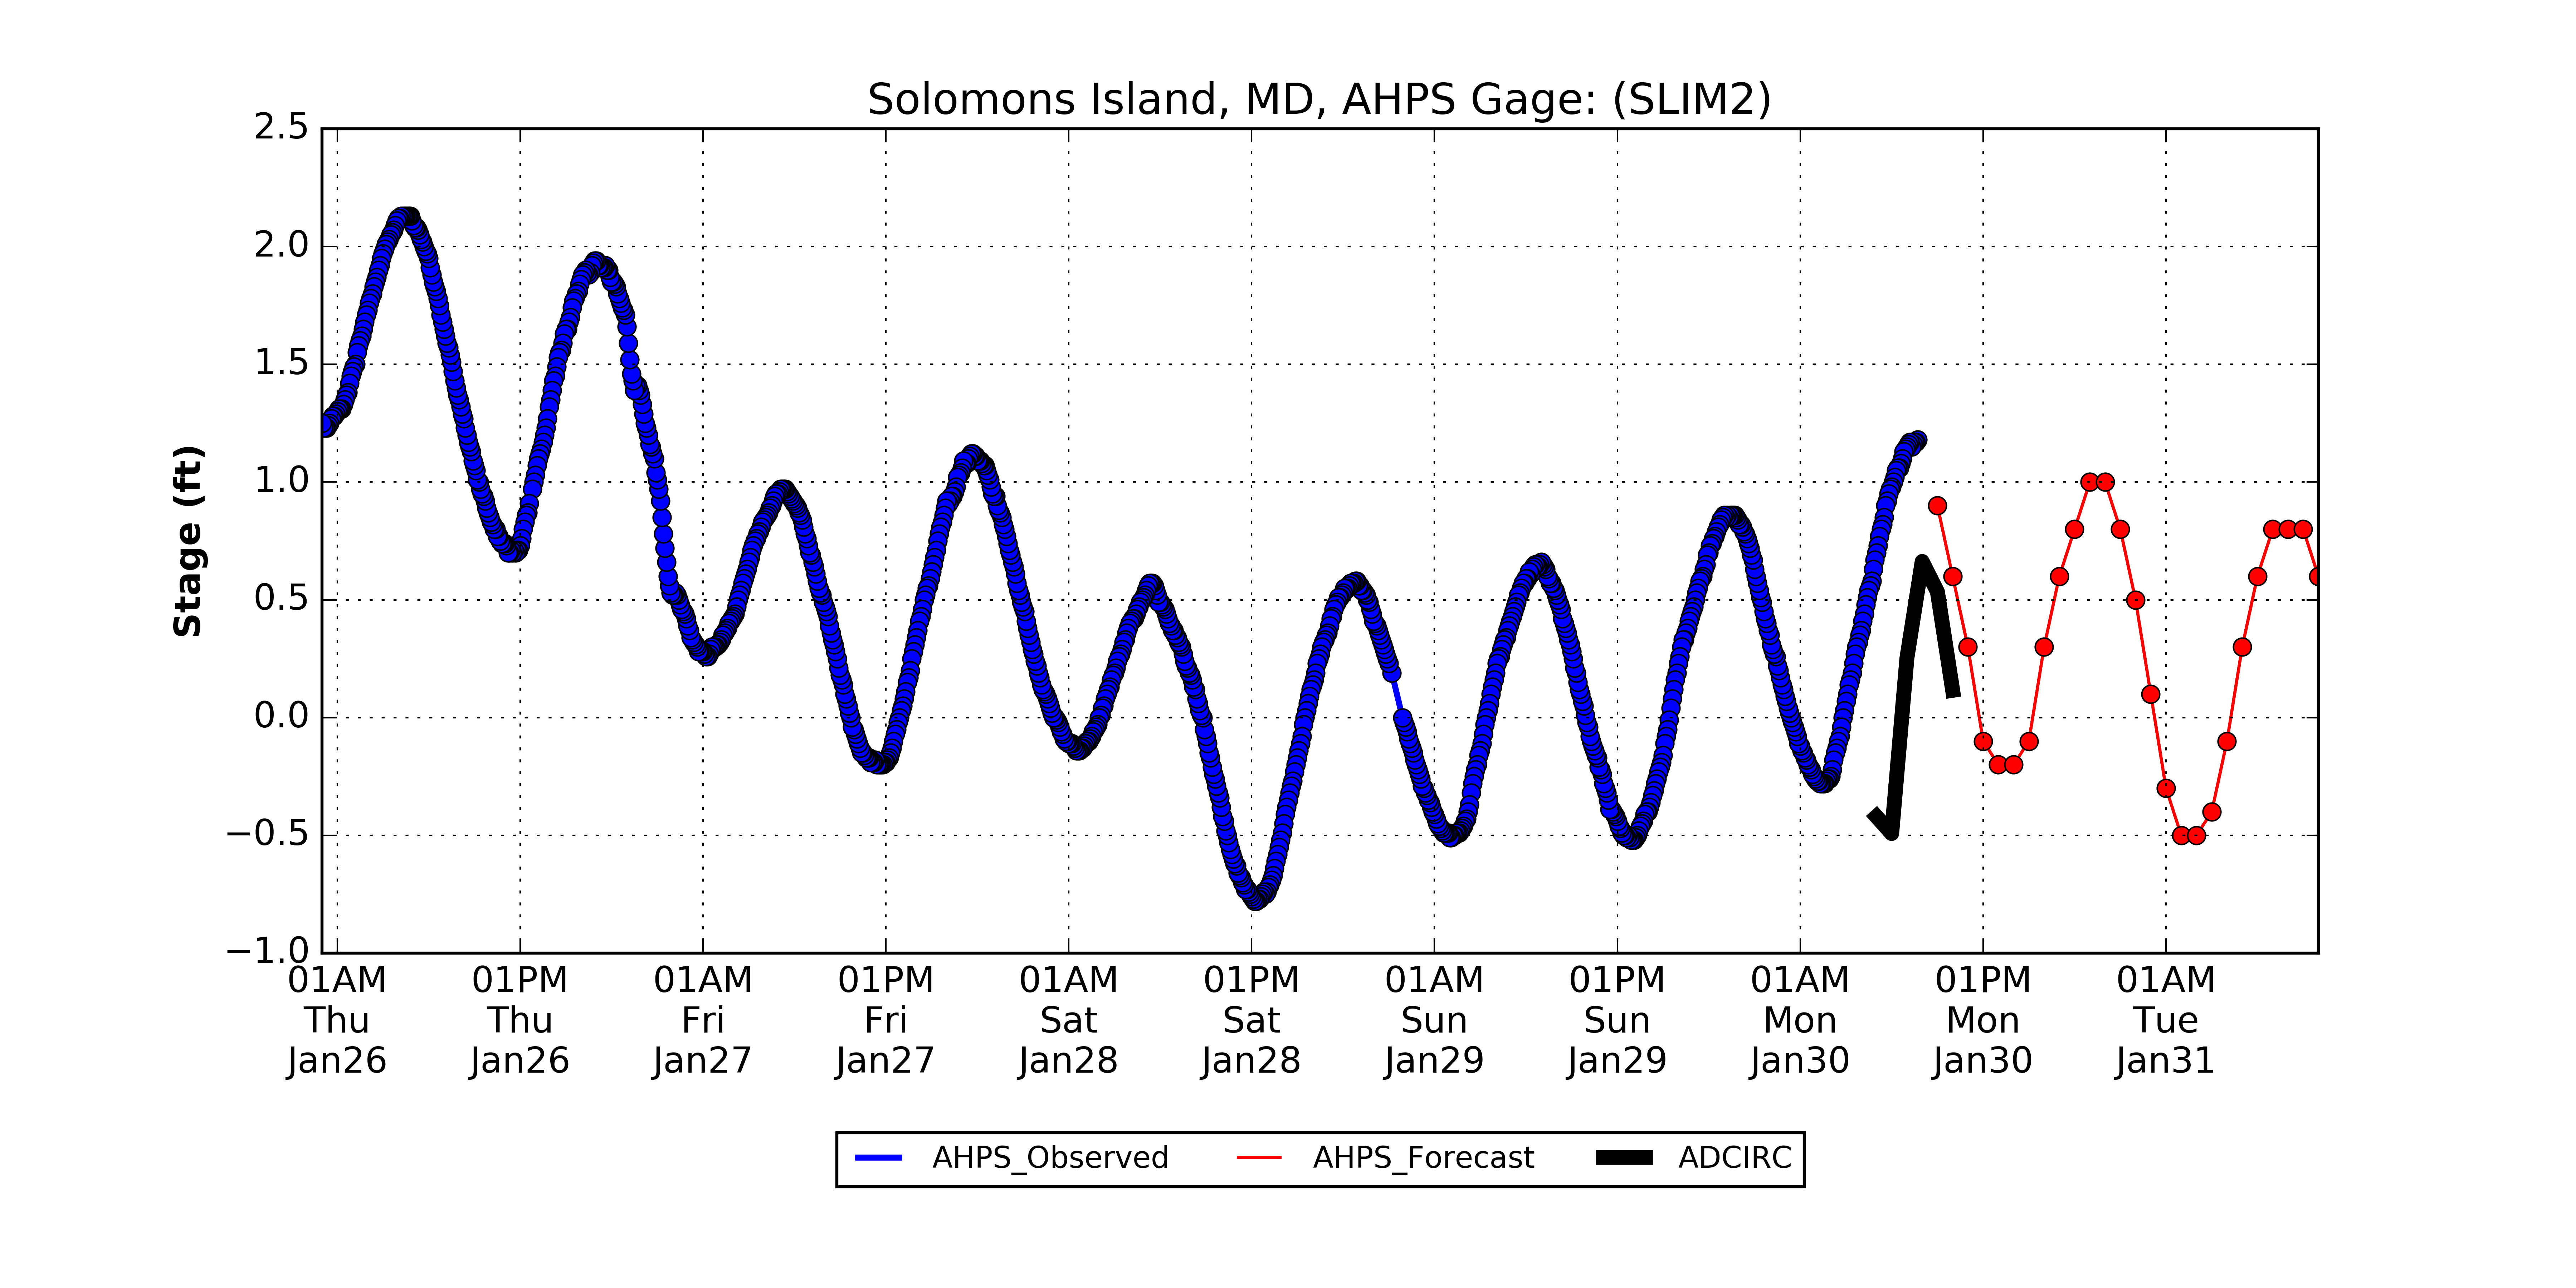 Solomons Island, MD, AHPS Gage: (SLIM2)
Stage (ft)
2.5
2.0
1.5
1.0
0.5
0.0
−0.5
−1.0
01AM 01PM 01AM 01PM 01AM 01PM 01AM 01PM 01AM 01PM 01AM
Thu Thu Fri Fri Sat Sat Sun Sun Mon Mon Tue
Jan26 Jan26 Jan27 Jan27 Jan28 Jan28 Jan29 Jan29 Jan30 Jan30 Jan31
AHPS_Observed AHPS_Forecast ADCIRC